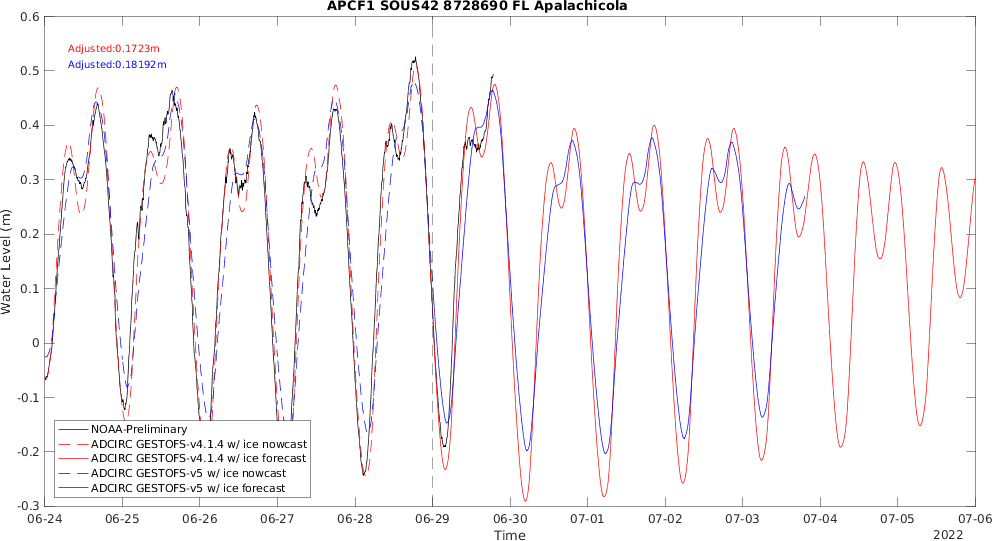 APCF1 SOUS42 8728690 FL Apalachicola
0.6
Adjusted:0.1723m
0.5
Adjusted:0.18192m
0.4
0.3
0.2
Water Level (m)
0.1
0
-0.1
NOAA-Preliminary
ADCIRC GESTOFS-v4.1.4 w/ ice nowcast
-0.2
ADCIRC GESTOFS-v4.1.4 w/ ice forecast
ADCIRC GESTOFS-v5 w/ ice nowcast
ADCIRC GESTOFS-v5 w/ ice forecast
-0.3
06-24 06-25 06-26 06-27 06-28 06-29 06-30 07-01 07-02 07-03 07-04 07-05 07-06
Time
2022